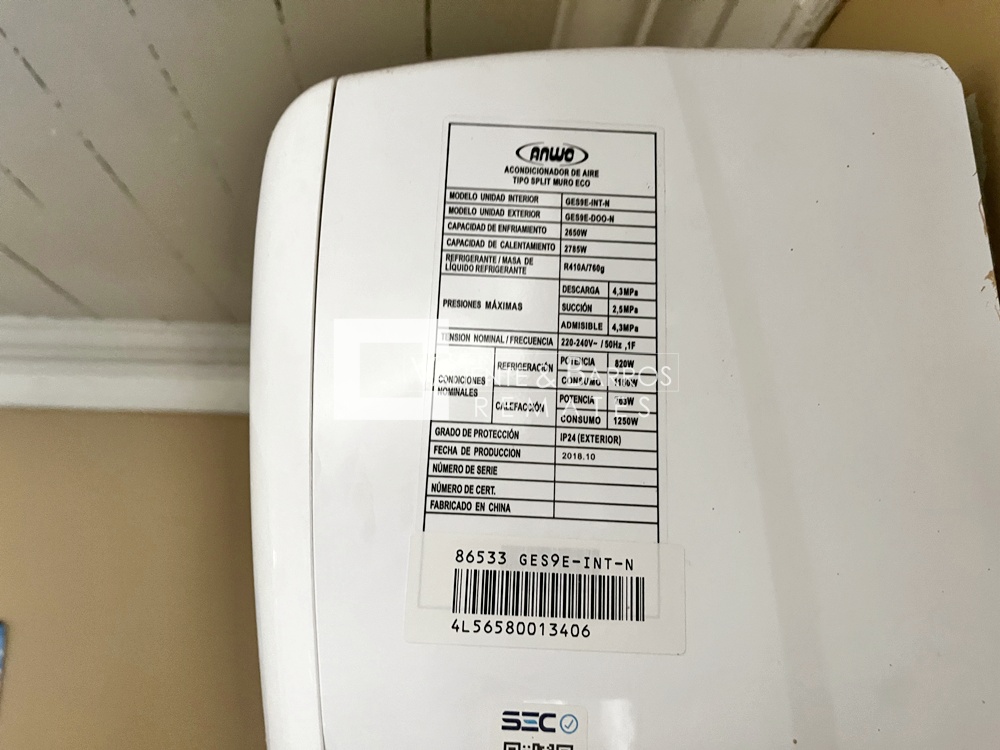 ANWO
ACONDICIONADOR DE AIRE
TIPO SPLIT MURO ECO
MODELO UNIDAD INTERIOR GES9E-INT-N
MODELO UNIDAD EXTERIOR GES9E-DOO-N
CAPACIDAD DE ENFRIAMIENTO 2650W
CAPACIDAD DE CALENTAMIENTO 2785W
REFRIGERANTE / MASA DE
LÍQUIDO REFRIGERANTE R410A/760g
PRESIONES MÁXIMAS
DESCARGA 4,3MPa
SUCCIÓN 2,5MPa
ADMISIBLE 4,3MPa
TENSION NOMINAL / FRECUENCIA 220-240V~ / 50Hz ,1F
CONDICIONES
NOMINALES
REFRIGERACIÓN
POTENCIA 820W
CONSUMO
CALEFACCIÓN
POTENCIA
CONSUMO 1250W
GRADO DE PROTECCIÓN IP24 (EXTERIOR)
FECHA DE PRODUCCION 2018.10
NÚMERO DE SERIE
NÚMERO DE CERT.
FABRICADO EN CHINA
& BARROS
REMATES
86533 GES9E-INT-N
4L56580013406
SEC